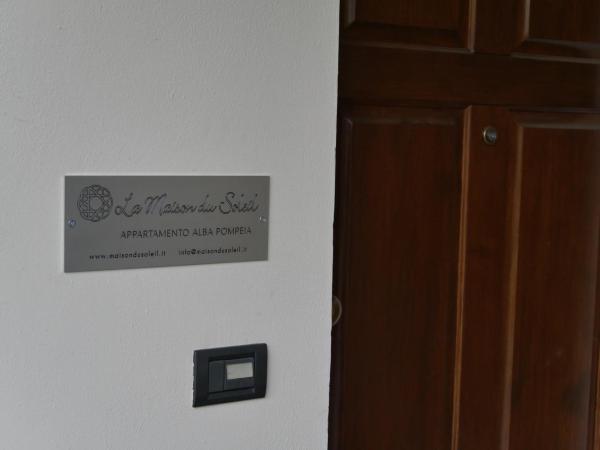 La Maison du Soleil
APPARTAMENTO ALBA POMPEIA
www.maisondusoleil.it info@maisondusoleil.it